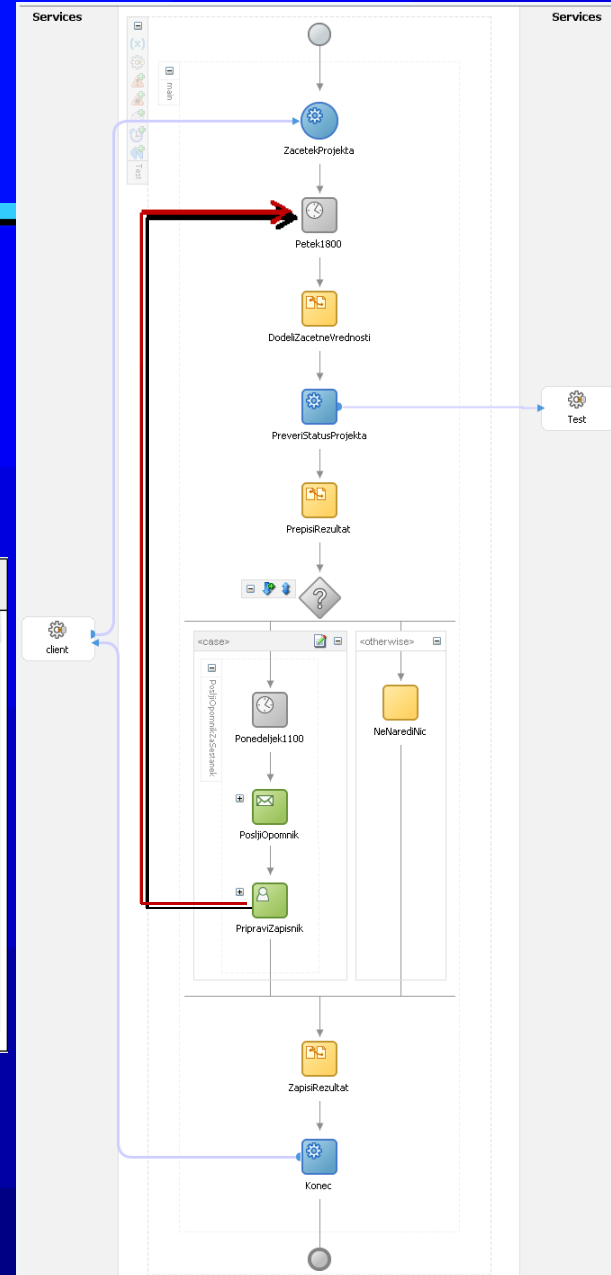 Services
Services
(x)
Test
main
ZacetekProjekta
Petek1800
DodeliZacetneVrednosti
PreveriStatusProjekta
Test
PrepisiRezultat
?
client
<case>
<otherwise>
PosljiOpomnikZaSestanek
Ponedeljek1100
NeNarediNic
PosljiOpomnik
PripraviZapisnik
ZapisiRezultat
Konec